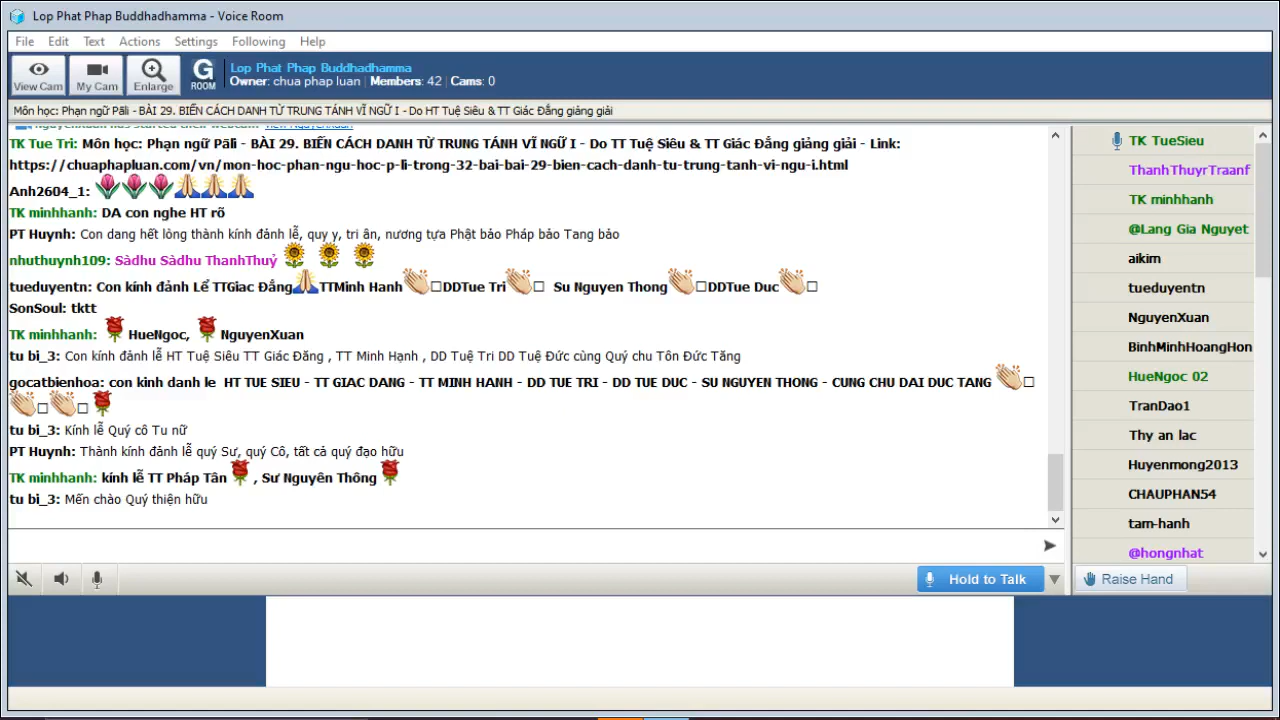 Lop Phat Phap Buddhadhamma - Voice Room
File Edit Text Actions Settings Following Help
View Cam My Cam Enlarge G ROOM
Lop Phat Phap Buddhadhamma
Owner: chua phap luan | Members: 42 | Cams: 0
Môn học: Phạn ngữ Pāli - BÀI 29. BIẾN CÁCH DANH TỪ TRUNG TÁNH VĨ NGỮ I - Do HT Tuệ Siêu & TT Giác Đẳng giảng giải
TK Tue Tri: Môn học: Phạn ngữ Pāli - BÀI 29. BIẾN CÁCH DANH TỪ TRUNG TÁNH VĨ NGỮ I - Do TT Tuệ Siêu & TT Giác Đẳng giảng giải - Link:
https://chuaphapluan.com/vn/mon-hoc-phan-ngu-hoc-p-li-trong-32-bai-bai-29-bien-cach-danh-tu-trung-tanh-vi-ngu-i.html
Anh2604_1:
TK minhhanh: DA con nghe HT rõ
PT Huynh: Con dang hết lòng thành kính đảnh lễ, quy y, tri ân, nương tựa Phật bảo Pháp bảo Tang bảo
nhuthuynh109: Sàdhu Sàdhu ThanhThuỷ
tueduyentn: Con kính đảnh Lể TTGiac Đẳng TTMinh Hanh DDTue Tri Su Nguyen Thong DDTue Duc
SonSoul: tktt
TK minhhanh: HueNgoc, NguyenXuan
tu bi_3: Con kính đảnh lễ HT Tuệ Siêu TT Giác Đăng , TT Minh Hạnh , DD Tuệ Tri DD Tuệ Đức cùng Quý chu Tôn Đức Tăng
gocatbienhoa: con kinh danh le HT TUE SIEU - TT GIAC DANG - TT MINH HANH - DD TUE TRI - DD TUE DUC - SU NGUYEN THONG - CUNG CHU DAI DUC TANG
tu bi_3: Kính lễ Quý cô Tu nữ
PT Huynh: Thành kính đảnh lễ quý Sư, quý Cô, tất cả quý đạo hữu
TK minhhanh: kính lễ TT Pháp Tân , Sư Nguyên Thông
tu bi_3: Mến chào Quý thiện hữu
Hold to Talk
TK TueSieu
ThanhThuyrTraanf
TK minhhanh
@Lang Gia Nguyet
aikim
tueduyentn
NguyenXuan
BinhMinhHoangHon
HueNgoc 02
TranDao1
Thy an lac
Huyenmong2013
CHAUPHAN54
tam-hanh
@hongnhat
Raise Hand